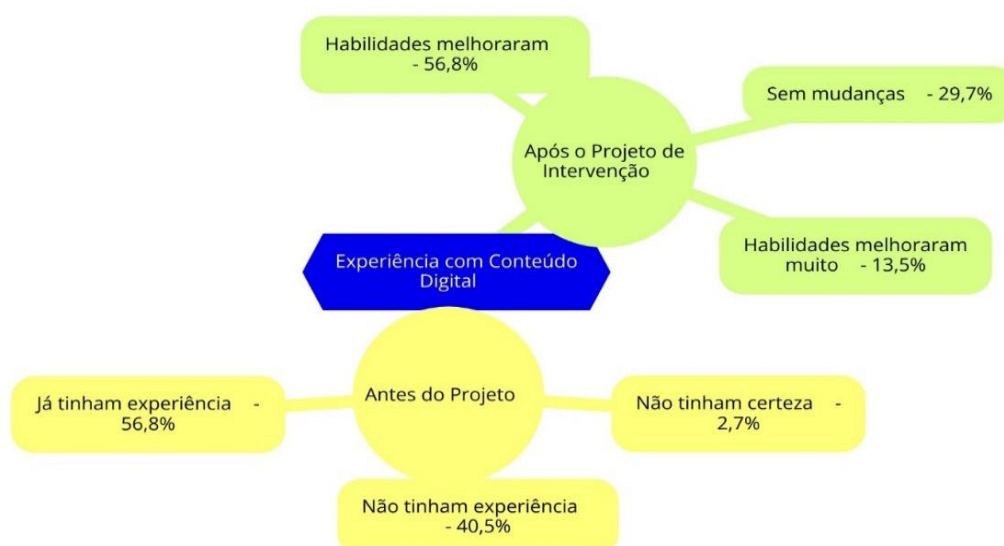 Habilidades melhoraram
- 56,8%
Sem mudanças - 29,7%
Após o Projeto de
Intervenção
Habilidades melhoraram
muito - 13,5%
Experiência com Conteúdo
Digital
Antes do Projeto
Já tinham experiência -
56,8%
Não tinham certeza -
2,7%
Não tinham experiência
- 40,5%